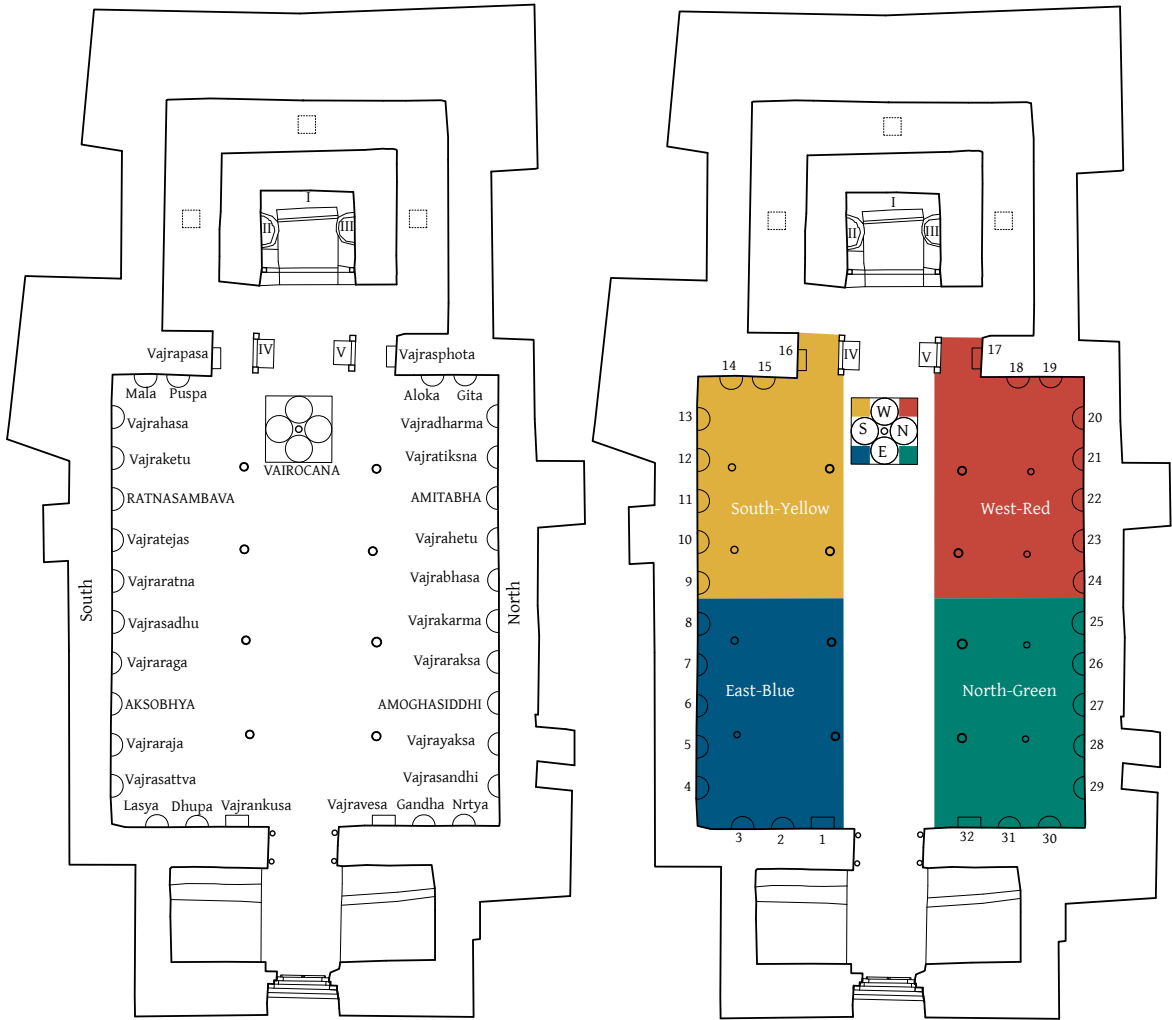 I
II
III
IV
V
Vajrapasa
Vajrasphota
Mala
Puspa
Aloka
Gita
Vajrahasa
Vajradharma
Vajraketu
Vajratiksna
VAIROCANA
RATNASAMBAVA
AMITABHA
Vajratejas
Vajrahetu
Vajraratna
Vajrabhasa
South
North
Vajrasadhu
Vajrakarma
Vajraraga
Vajraraksa
AKSOBHYA
AMOGHASIDDHI
Vajraraja
Vajrayaksa
Vajrasattva
Vajrasandhi
Lasya
Dhupa
Vajrankusa
Vajravesa
Gandha
Nrtya
I
II
III
IV
V
16
17
14
15
18
19
W
S
N
E
13
20
12
21
11
South-Yellow
West-Red
22
10
23
9
24
8
25
7
26
East-Blue
North-Green
6
27
5
28
4
29
3
2
1
32
31
30